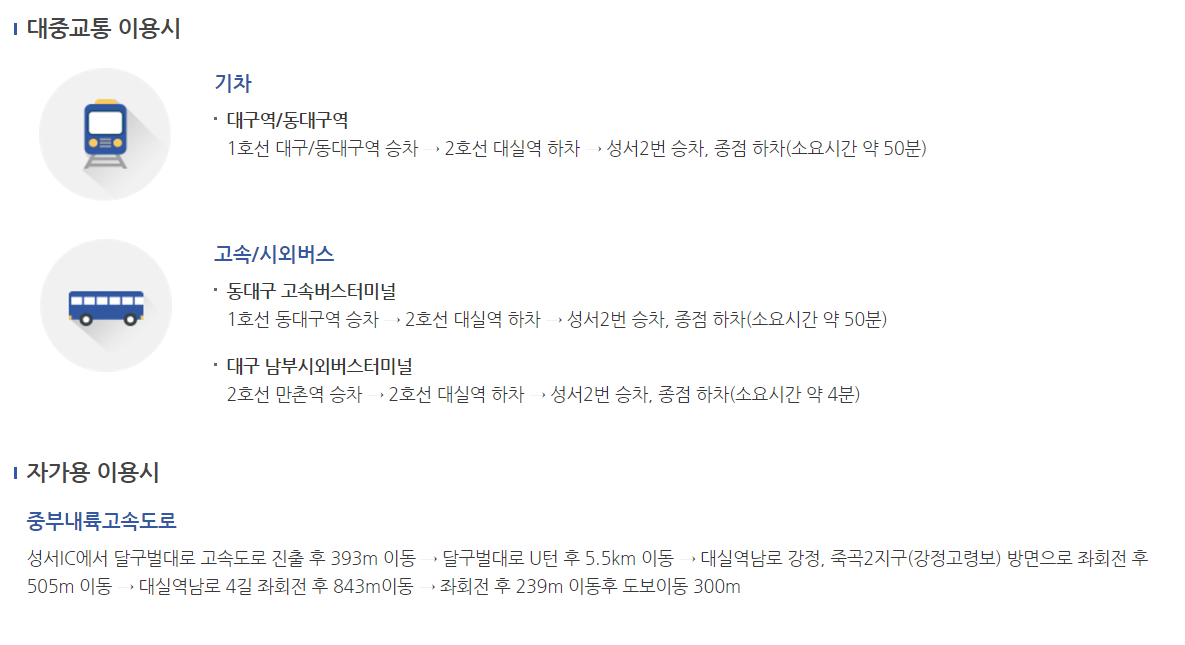 대중교통 이용시
기차
· 대구역/동대구역
1호선 대구/동대구역 승차 → 2호선 대실역 하차 → 성서2번 승차, 종점 하차(소요시간 약 50분)
고속/시외버스
· 동대구 고속버스터미널
1호선 동대구역 승차 → 2호선 대실역 하차 → 성서2번 승차, 종점 하차(소요시간 약 50분)
· 대구 남부시외버스터미널
2호선 만촌역 승차 → 2호선 대실역 하차 → 성서2번 승차, 종점 하차(소요시간 약 4분)
자가용 이용시
중부내륙고속도로
성서IC에서 달구벌대로 고속도로 진출 후 393m 이동 → 달구벌대로 U턴 후 5.5km 이동 → 대실역남로 강정, 죽곡2지구(강정고령보) 방면으로 좌회전 후
505m 이동 → 대실역남로 4길 좌회전 후 843m이동 → 좌회전 후 239m 이동후 도보이동 300m